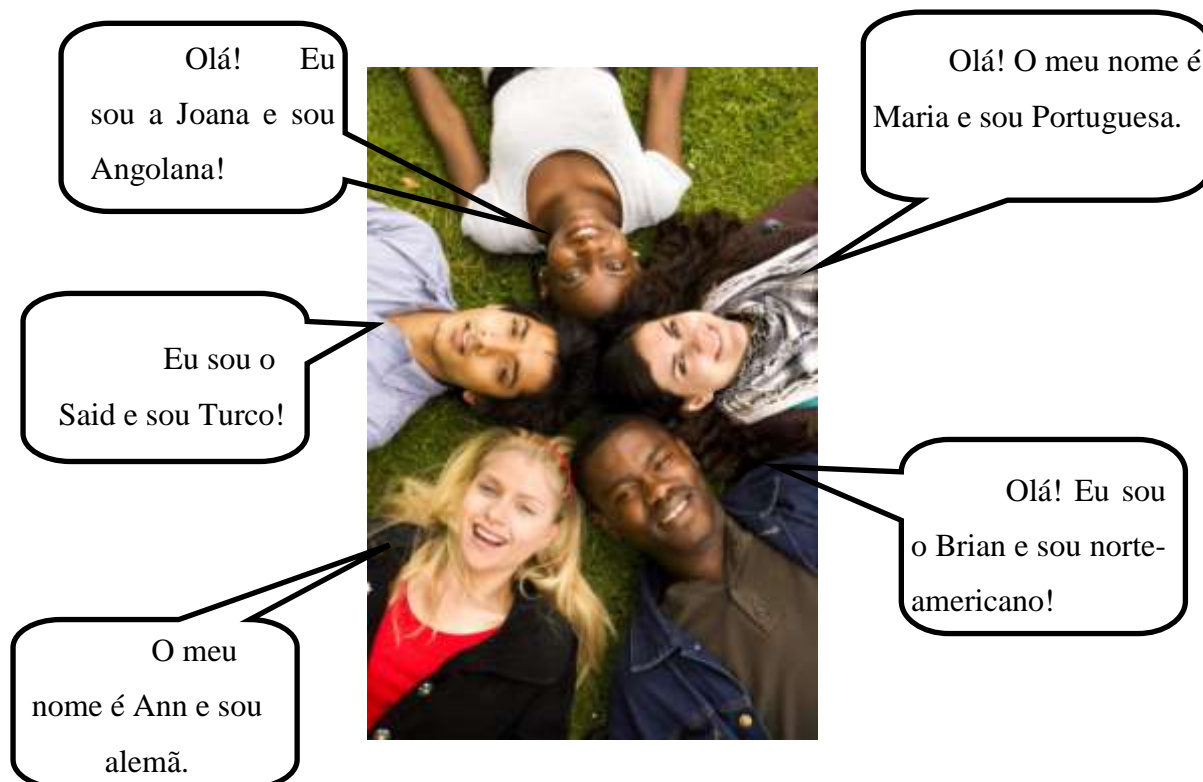 Olá! Eu
sou a Joana e sou
Angolana!
Olá! O meu nome é
Maria e sou Portuguesa.
Eu sou o
Said e sou Turco!
Olá! Eu sou
o Brian e sou norte-
americano!
O meu
nome é Ann e sou
alemã.